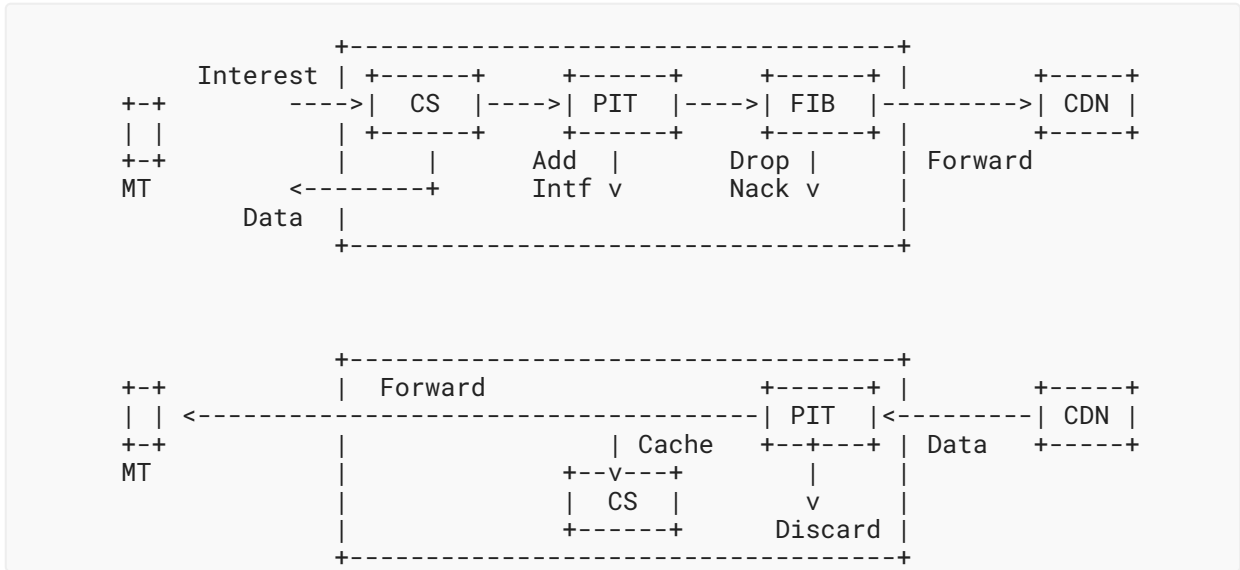 +------------------------------------+
Interest | +------+     +------+     +------+ |        +-----+
+-+        ---->|  CS  |---->| PIT  |---->| FIB  |--------->| CDN |
| |           | +------+     +------+     +------+ |        +-----+
+-+           |     |      Add  |       Drop |     | Forward
MT         <--------+      Intf v       Nack v     |
Data  |                                    |
+------------------------------------+
+------------------------------------+
+-+           |  Forward                  +------+ |        +-----+
| | <-------------------------------------| PIT  |<---------| CDN |
+-+           |                 | Cache   +--+---+ | Data   +-----+
MT            |              +--v---+        |     |
|              |  CS  |        v     |
|              +------+      Discard |
+------------------------------------+